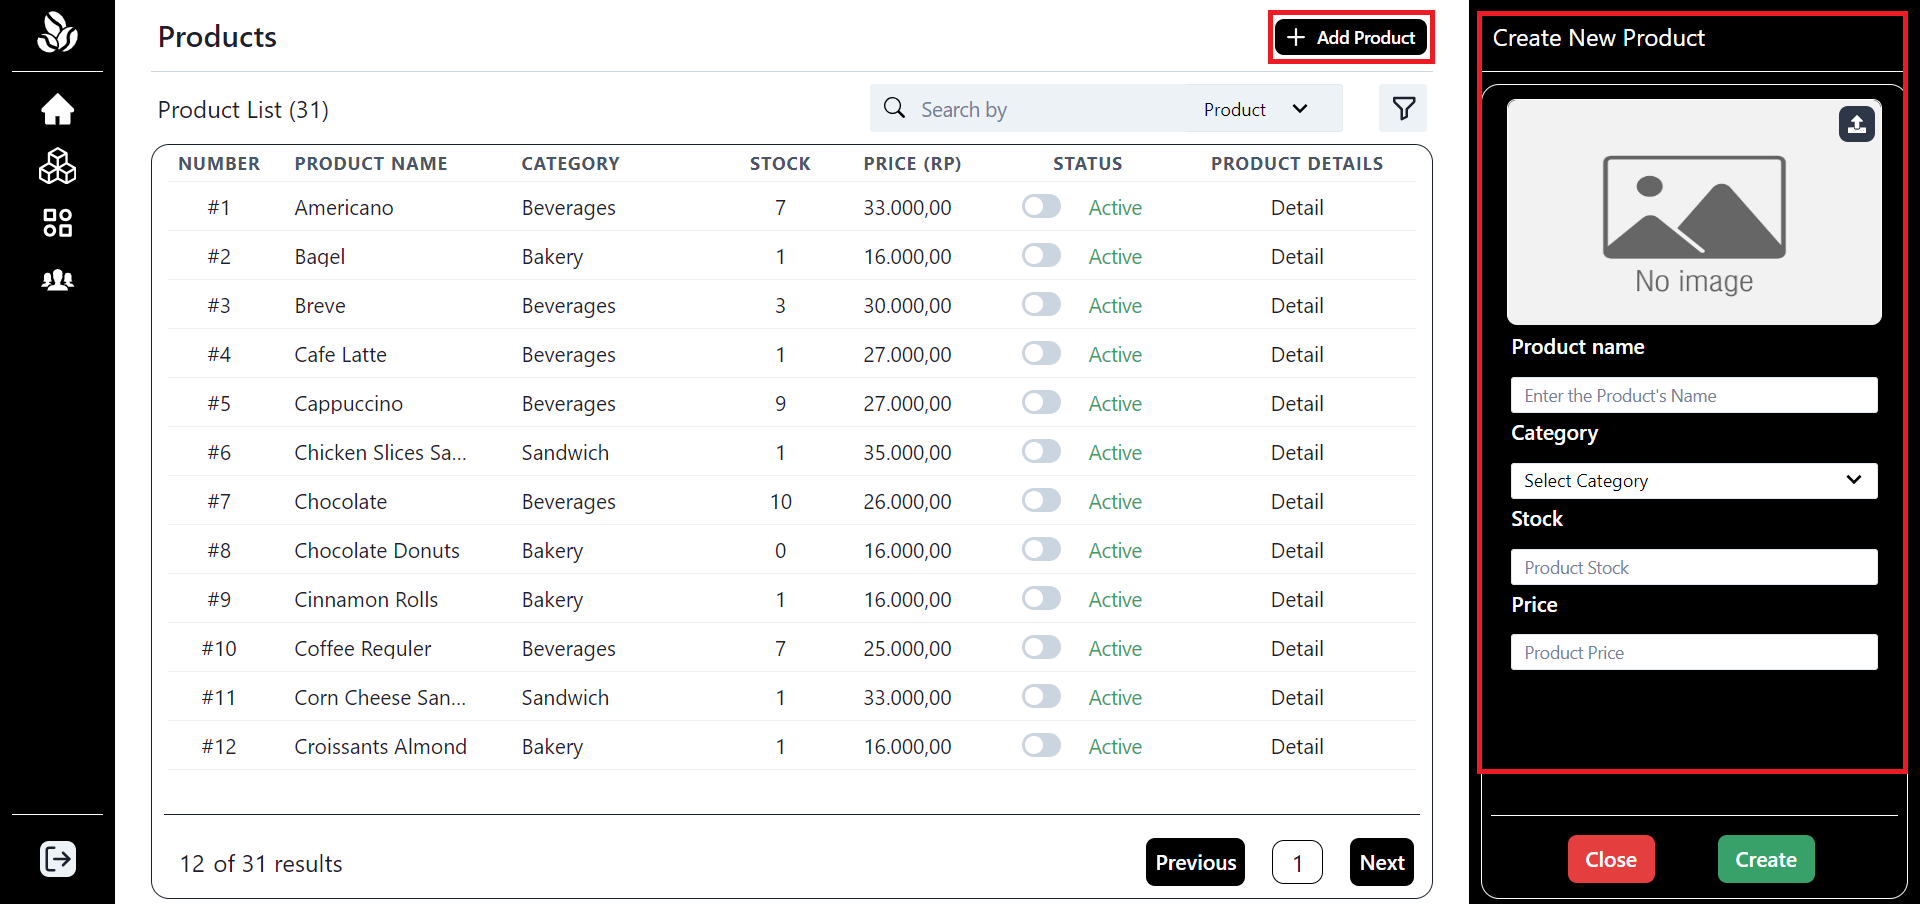 Products
+ Add Product
Product List (31)
Search by
Product
NUMBER PRODUCT NAME CATEGORY STOCK PRICE (RP) STATUS PRODUCT DETAILS
#1 Americano Beverages 7 33.000,00 Active Detail
#2 Bagel Bakery 1 16.000,00 Active Detail
#3 Breve Beverages 3 30.000,00 Active Detail
#4 Cafe Latte Beverages 1 27.000,00 Active Detail
#5 Cappuccino Beverages 9 27.000,00 Active Detail
#6 Chicken Slices Sa... Sandwich 1 35.000,00 Active Detail
#7 Chocolate Beverages 10 26.000,00 Active Detail
#8 Chocolate Donuts Bakery 0 16.000,00 Active Detail
#9 Cinnamon Rolls Bakery 1 16.000,00 Active Detail
#10 Coffee Reguler Beverages 7 25.000,00 Active Detail
#11 Corn Cheese San... Sandwich 1 33.000,00 Active Detail
#12 Croissants Almond Bakery 1 16.000,00 Active Detail
12 of 31 results
Previous 1 Next
Create New Product
No image
Product name
Enter the Product's Name
Category
Select Category
Stock
Product Stock
Price
Product Price
Close Create